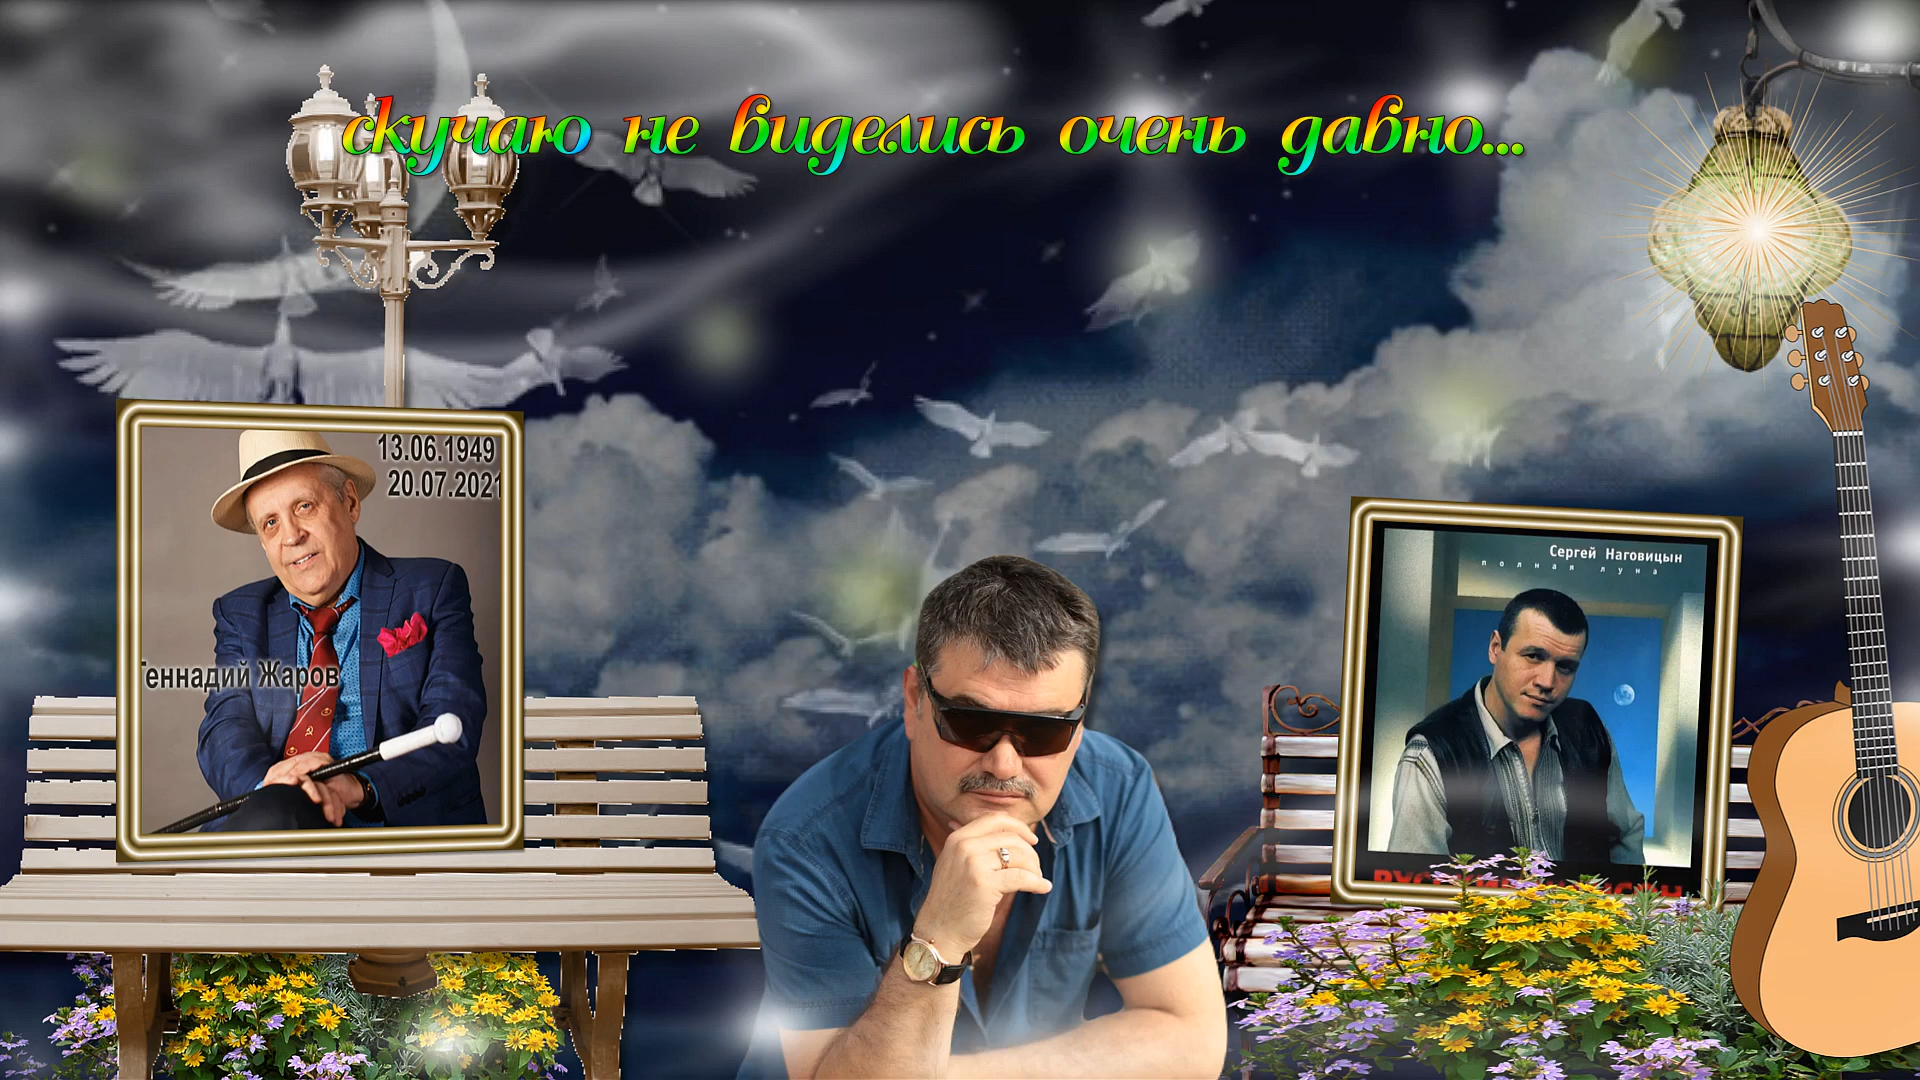 скучаю не виделись очень давно...
13.06.1949
20.07.2021
Геннадий Жаров
Сергей Наговицын
полная луна